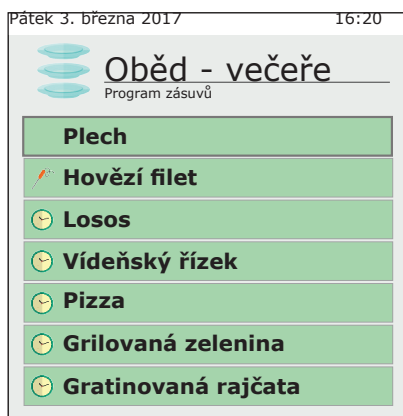 Pátek 3. března 2017 16:20
Oběd - večeře
Program zásuvů
Plech
Hovězí filet
Losos
Vídeňský řízek
Pizza
Grilovaná zelenina
Gratinovaná rajčata